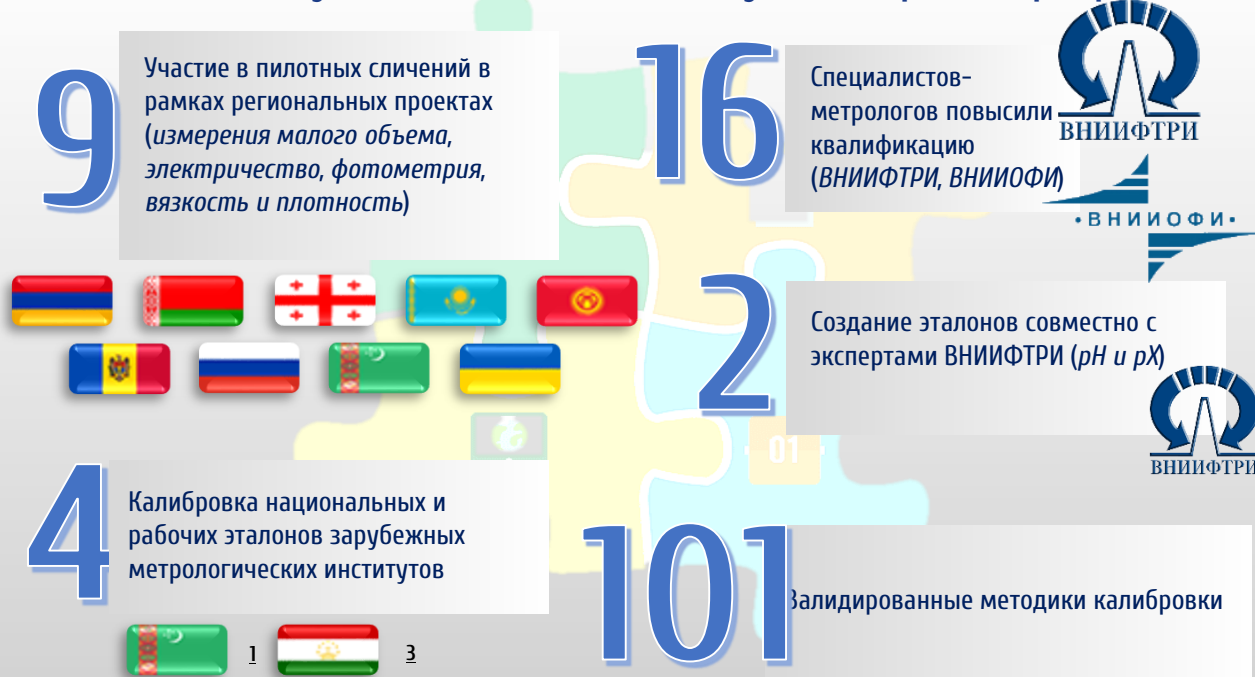 9
Участие в пилотных сличений в
рамках региональных проектах
(измерения малого объема,
электричество, фотометрия,
вязкость и плотность)
16
Специалистов-
метрологов повысили
квалификацию
(ВНИИФТРИ, ВНИИОФИ)
ВНИИФТРИ
•ВНИИОФИ•
2
Создание эталонов совместно с
экспертами ВНИИФТРИ (pH и pX)
ВНИИФТРИ
01
4
Калибровка национальных и
рабочих эталонов зарубежных
метрологических институтов
1
3
101
Валидированные методики калибровки